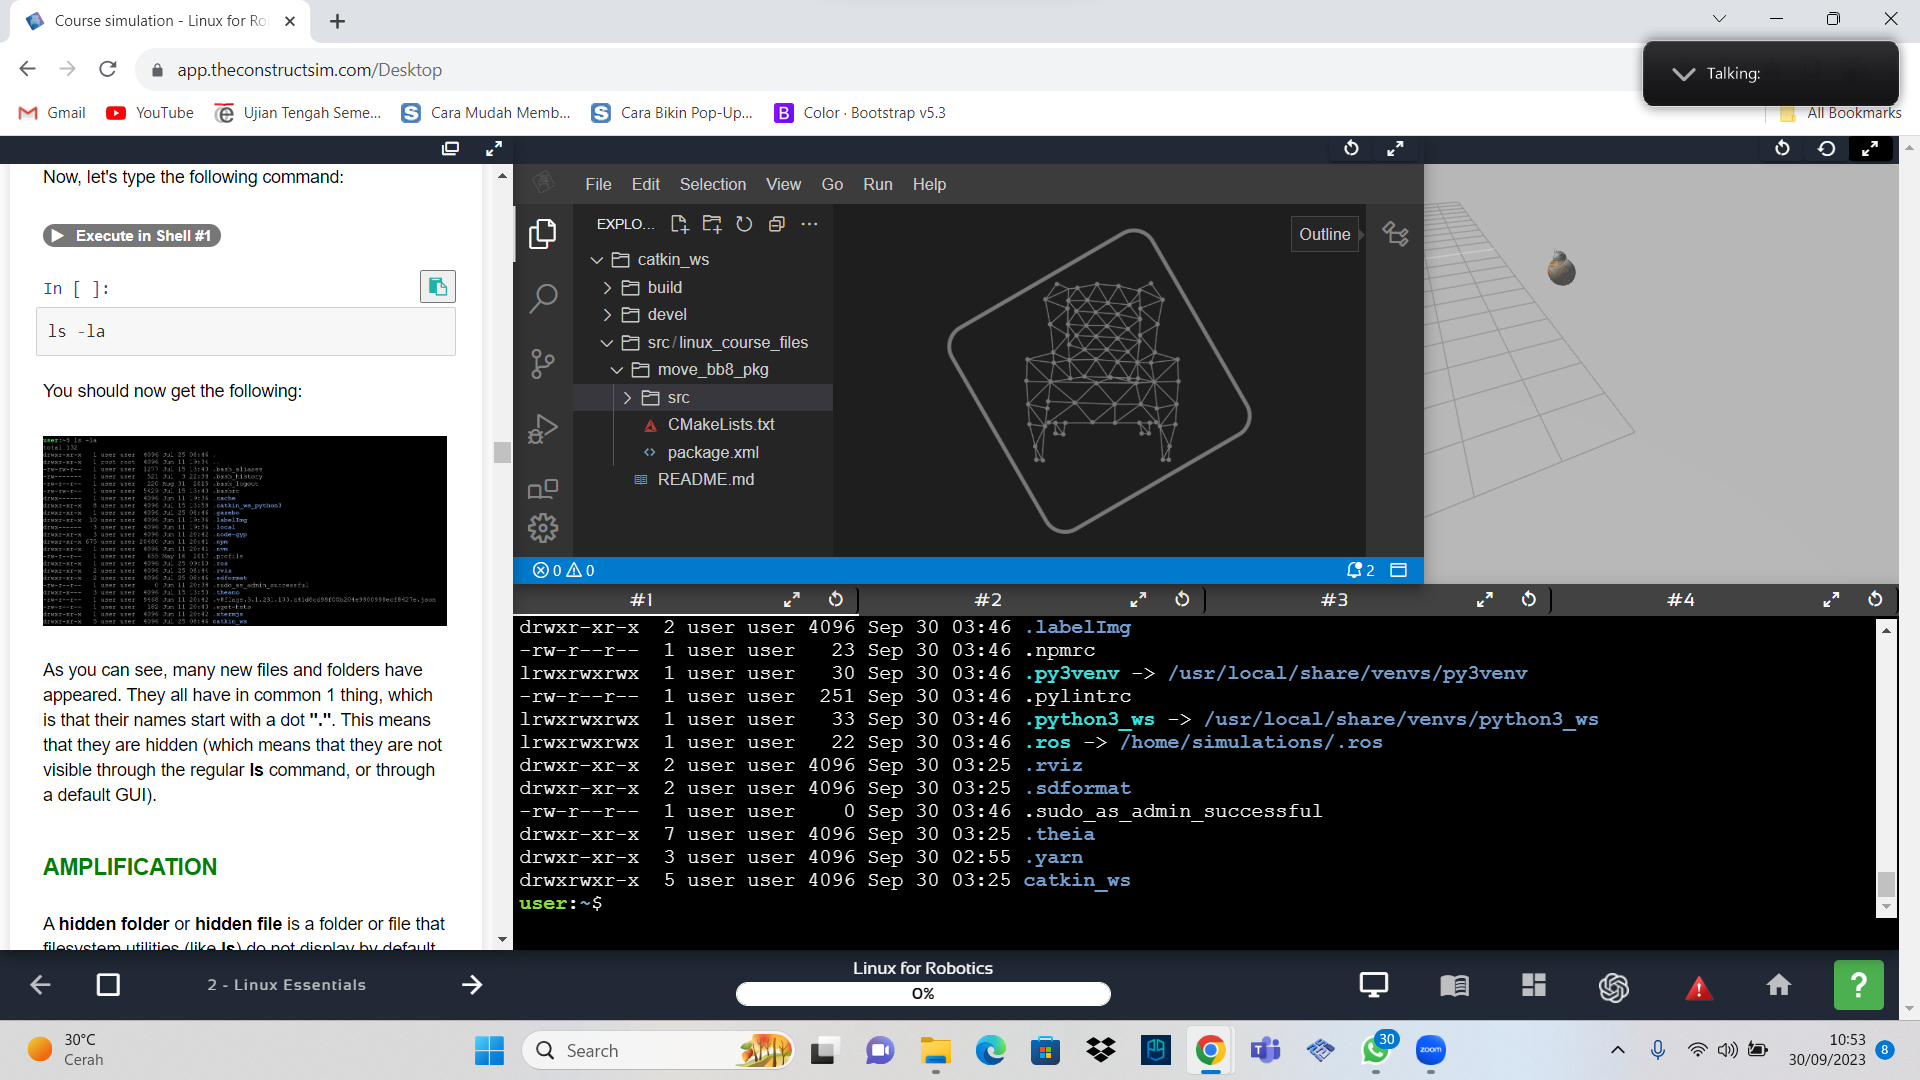 Course simulation - Linux for Ro
app.theconstructsim.com/Desktop
Talking:
Gmail
YouTube
Ujian Tengah Seme...
Cara Mudah Memb...
Cara Bikin Pop-Up...
Color · Bootstrap v5.3
All Bookmarks
Now, let's type the following command:
Execute in Shell #1
In [ ]:
ls -la
You should now get the following:
As you can see, many new files and folders have
appeared. They all have in common 1 thing, which
is that their names start with a dot ".". This means
that they are hidden (which means that they are not
visible through the regular ls command, or through
a default GUI).
AMPLIFICATION
A hidden folder or hidden file is a folder or file that
filesystem utilities (like ls) do not display by default
File Edit Selection View Go Run Help
EXPLO...
Outline
catkin_ws
build
devel
src/linux_course_files
move_bb8_pkg
src
CMakeLists.txt
package.xml
README.md
0 0
2
#1 #2 #3 #4
drwxr-xr-x 2 user user 4096 Sep 30 03:46 .labelImg
-rw-r--r-- 1 user user 23 Sep 30 03:46 .npmrc
lrwxrwxrwx 1 user user 30 Sep 30 03:46 .py3venv -> /usr/local/share/venvs/py3venv
-rw-r--r-- 1 user user 251 Sep 30 03:46 .pylintrc
lrwxrwxrwx 1 user user 33 Sep 30 03:46 .python3_ws -> /usr/local/share/venvs/python3_ws
lrwxrwxrwx 1 user user 22 Sep 30 03:46 .ros -> /home/simulations/.ros
drwxr-xr-x 2 user user 4096 Sep 30 03:25 .rviz
drwxr-xr-x 2 user user 4096 Sep 30 03:25 .sdformat
-rw-r--r-- 1 user user 0 Sep 30 03:46 .sudo_as_admin_successful
drwxr-xr-x 7 user user 4096 Sep 30 03:25 .theia
drwxr-xr-x 3 user user 4096 Sep 30 02:55 .yarn
drwxrwxr-x 5 user user 4096 Sep 30 03:25 catkin_ws
user:~$
2 - Linux Essentials
Linux for Robotics
0%
?
30°C
Cerah
Search
30
zoom
10:53
30/09/2023
8